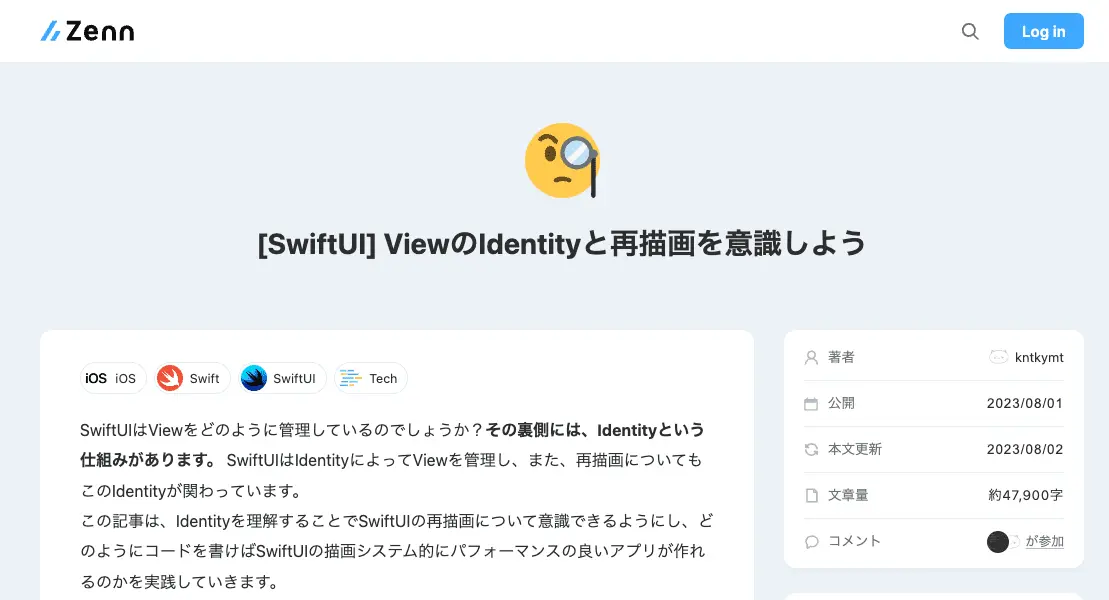 Zenn
Log in
[SwiftUI] ViewのIdentityと再描画を意識しよう
iOS iOS Swift SwiftUI Tech
SwiftUIはViewをどのように管理しているのでしょうか？その裏側には、Identityという
仕組みがあります。 SwiftUIはIdentityによってViewを管理し、また、再描画についても
このIdentityが関わっています。
この記事は、Identityを理解することでSwiftUIの再描画について意識できるようにし、ど
のようにコードを書けばSwiftUIの描画システム的にパフォーマンスの良いアプリが作れ
るのかを実践していきます。
著者 kntkymt
公開 2023/08/01
本文更新 2023/08/02
文章量 約47,900字
コメント が参加